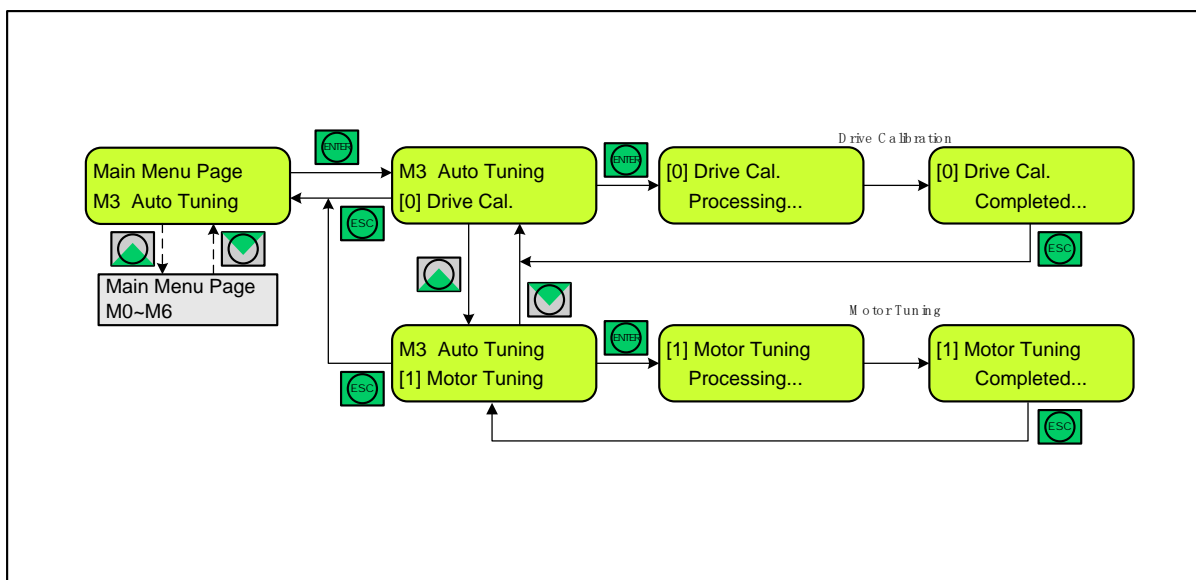 Drive Calibration
ENTER
ENTER
Main Menu Page
M3 Auto Tuning
M3 Auto Tuning
[0] Drive Cal.
[0] Drive Cal.
Processing...
[0] Drive Cal.
Completed...
ESC
ESC
Main Menu Page
M0~M6
Motor Tuning
ENTER
M3 Auto Tuning
[1] Motor Tuning
[1] Motor Tuning
Processing...
[1] Motor Tuning
Completed...
ESC
ESC